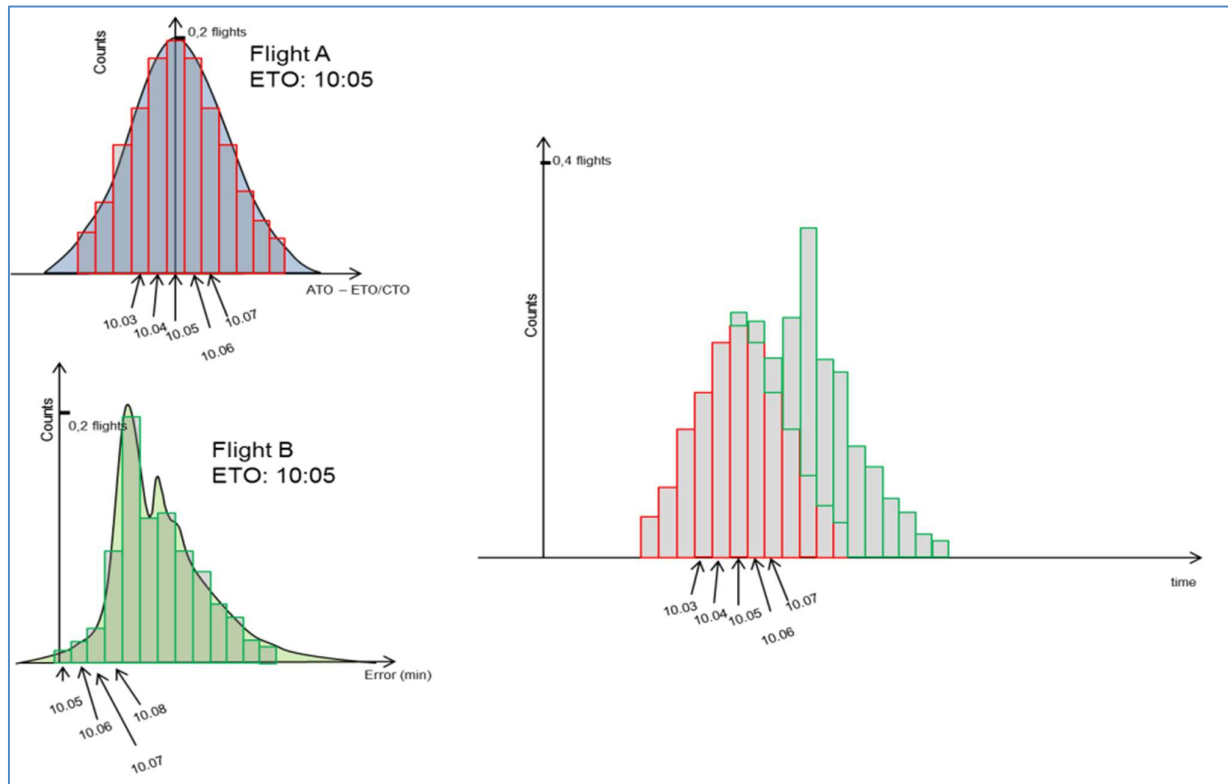 Counts
0,2 flights
Flight A
ETO: 10:05
ATO – ETO/CTO
10.03
10.04
10.05
10.06
10.07
Counts
0,2 flights
Flight B
ETO: 10:05
Error (min)
10.05
10.06
10.07
10.08
Counts
0,4 flights
time
10.03
10.04
10.05
10.06
10.07